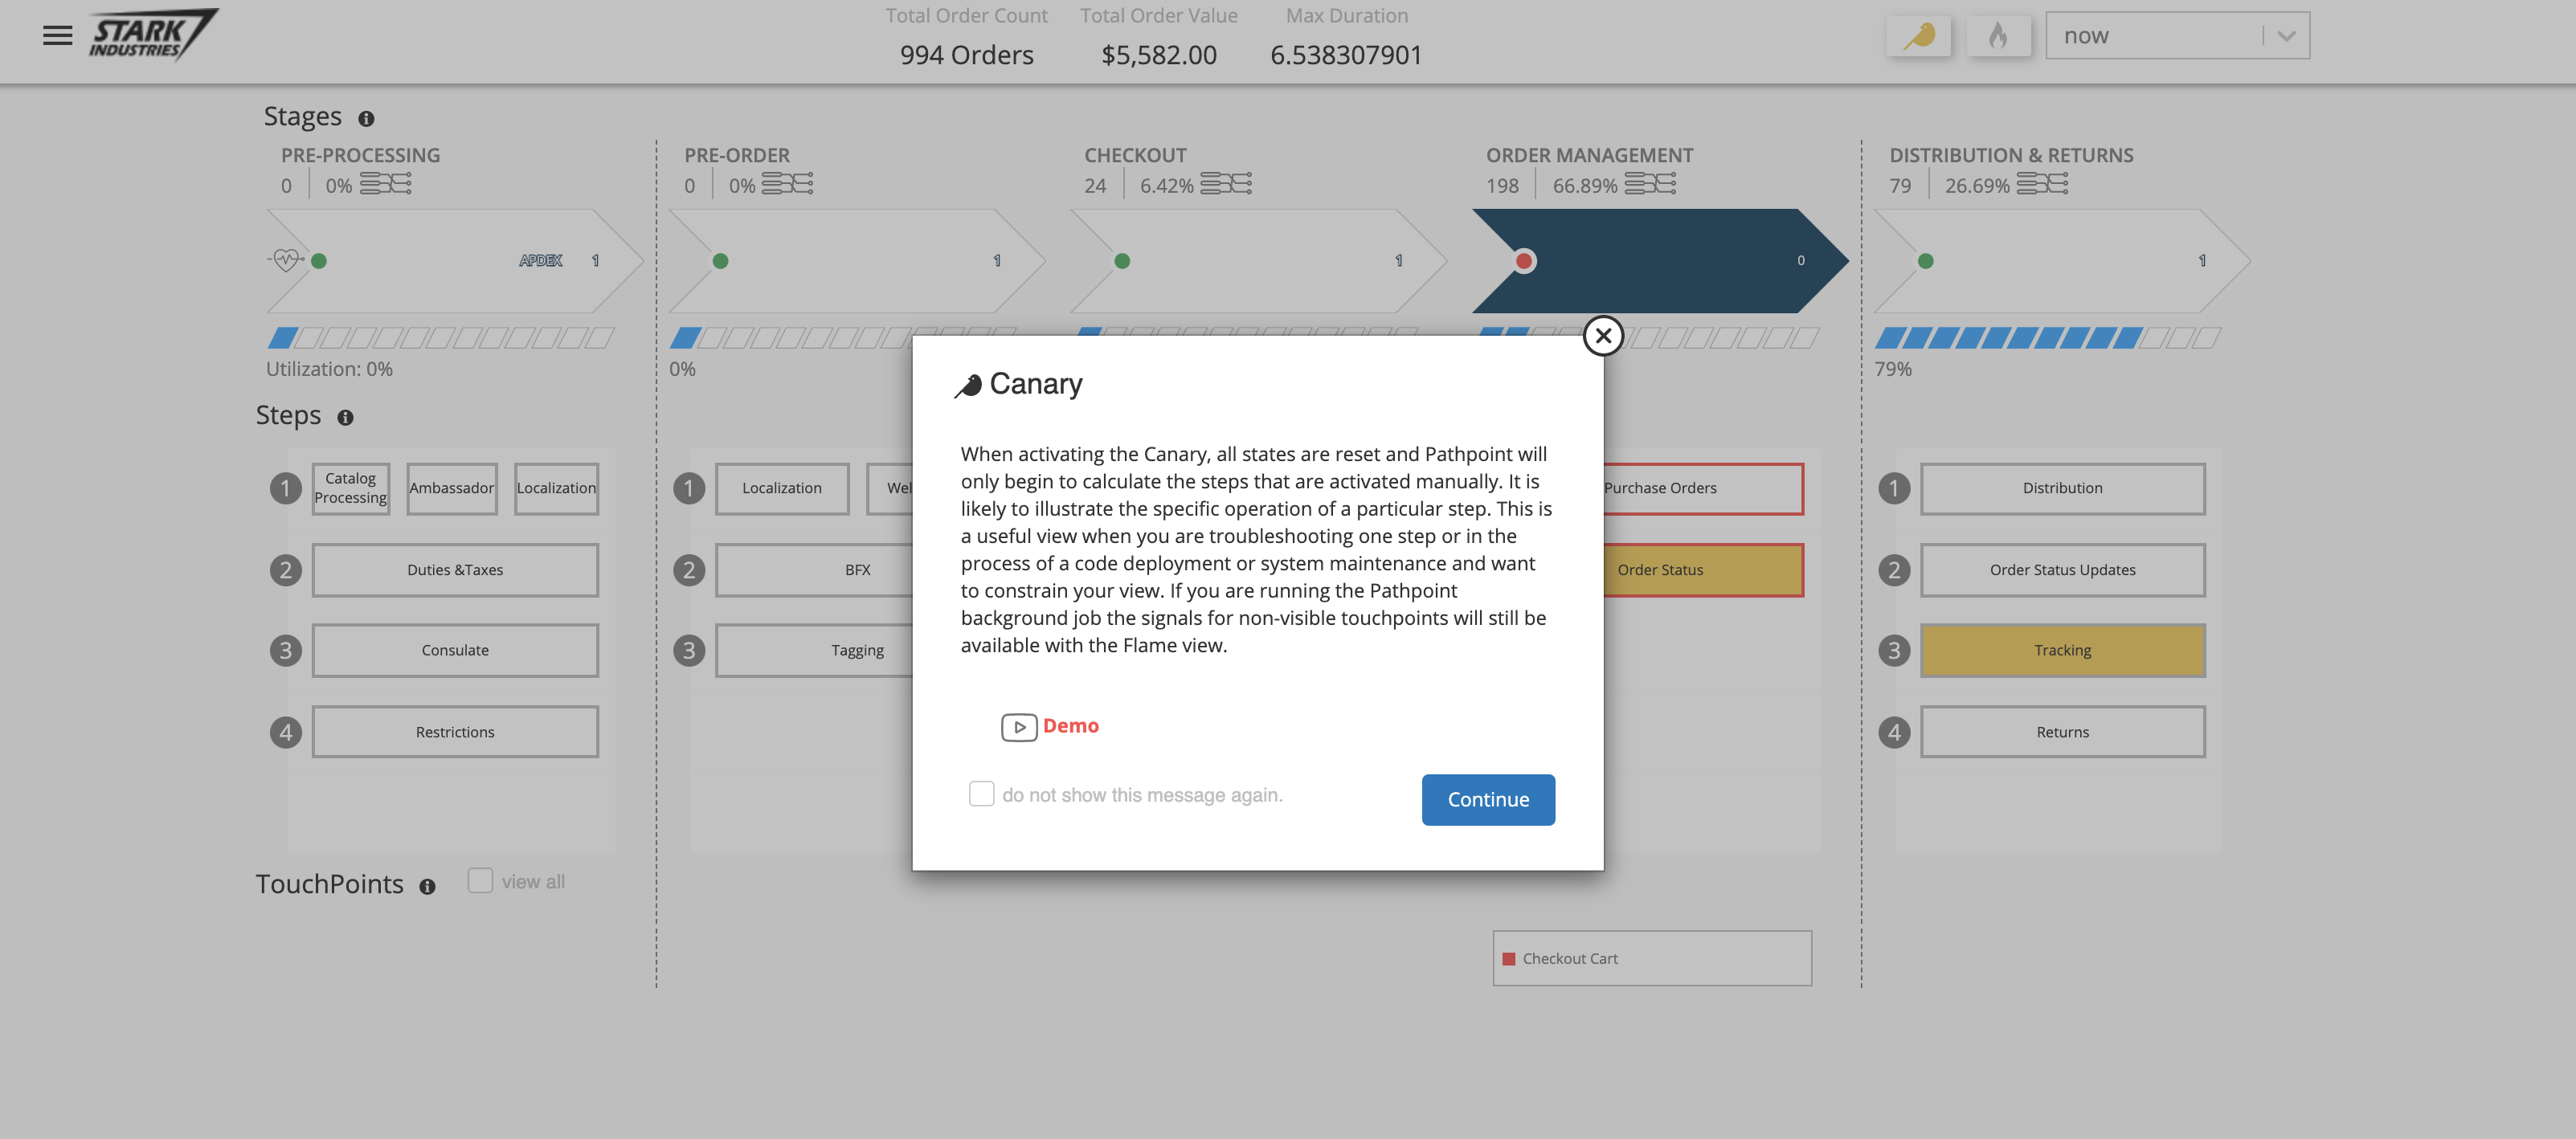 STARK
INDUSTRIES
Total Order Count
994 Orders
Total Order Value
$5,582.00
Max Duration
6.538307901
now
Stages
PRE-PROCESSING
0 0%
PRE-ORDER
0 0%
CHECKOUT
24 6.42%
ORDER MANAGEMENT
198 66.89%
DISTRIBUTION & RETURNS
79 26.69%
APDEX 1
1
1
0
1
Utilization: 0%
0%
79%
Steps
1
Catalog
Processing
Ambassador
Localization
2
Duties &Taxes
3
Consulate
4
Restrictions
1
Localization
Wel
2
BFX
3
Tagging
Purchase Orders
Order Status
1
Distribution
2
Order Status Updates
3
Tracking
4
Returns
Canary
When activating the Canary, all states are reset and Pathpoint will
only begin to calculate the steps that are activated manually. It is
likely to illustrate the specific operation of a particular step. This is
a useful view when you are troubleshooting one step or in the
process of a code deployment or system maintenance and want
to constrain your view. If you are running the Pathpoint
background job the signals for non-visible touchpoints will still be
available with the Flame view.
Demo
do not show this message again.
Continue
TouchPoints
view all
Checkout Cart